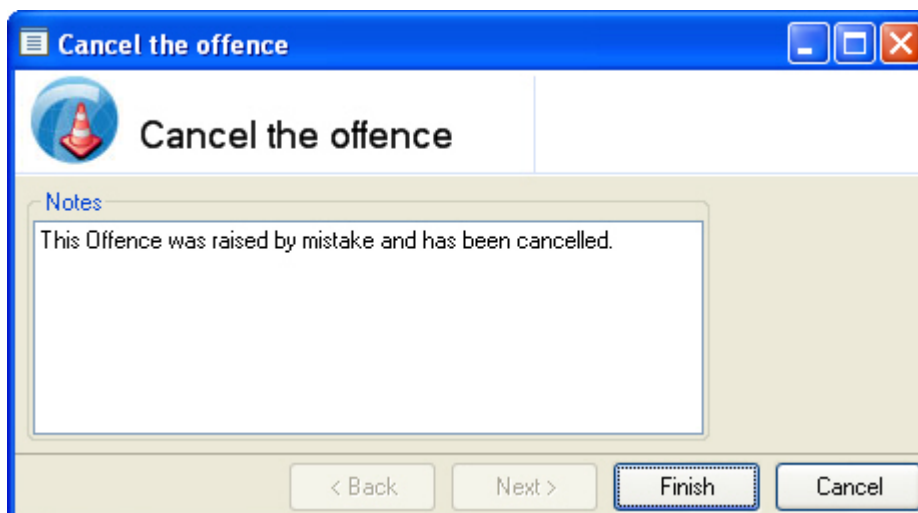 Cancel the offence
Cancel the offence
Notes
This Offence was raised by mistake and has been cancelled.
< Back Next > Finish Cancel